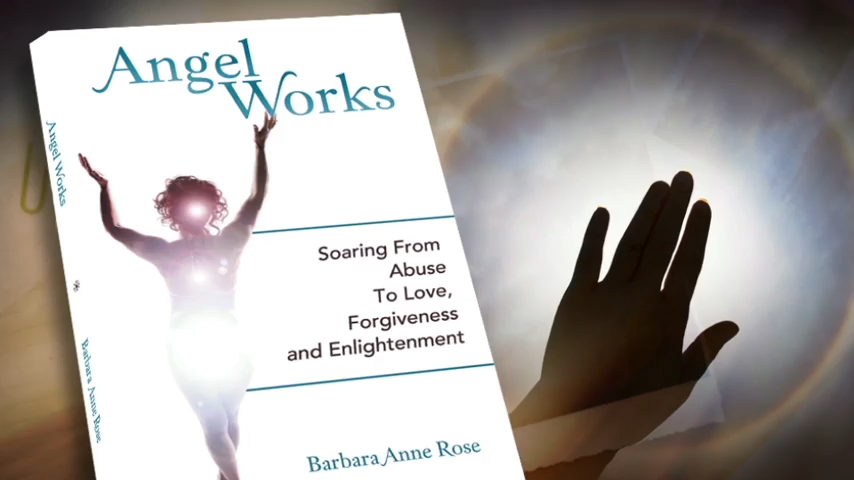 Angel
Works
Soaring From
Abuse
To Love,
Forgiveness
and Enlightenment
Barbara Anne Rose
Angel Works
Barbara Anne Rose